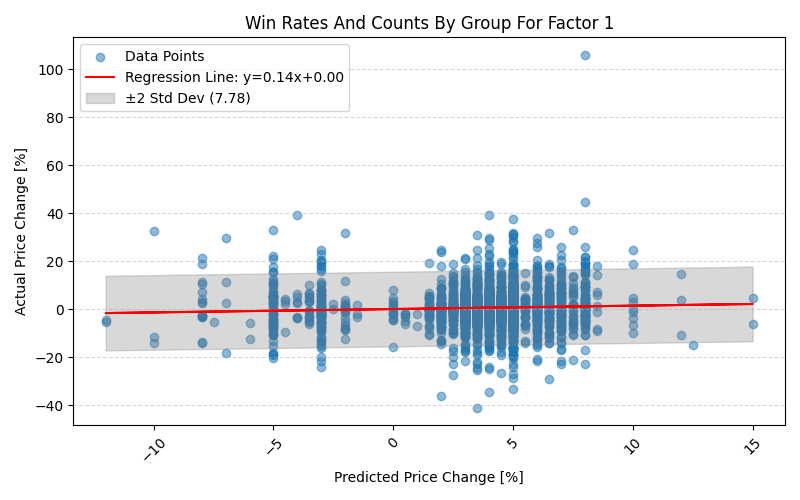 Win Rates And Counts By Group For Factor 1
Data Points
Regression Line: y=0.14x+0.00
±2 Std Dev (7.78)
Actual Price Change [%]
100
80
60
40
20
0
−20
−40
−10
−5
0
5
10
15
Predicted Price Change [%]